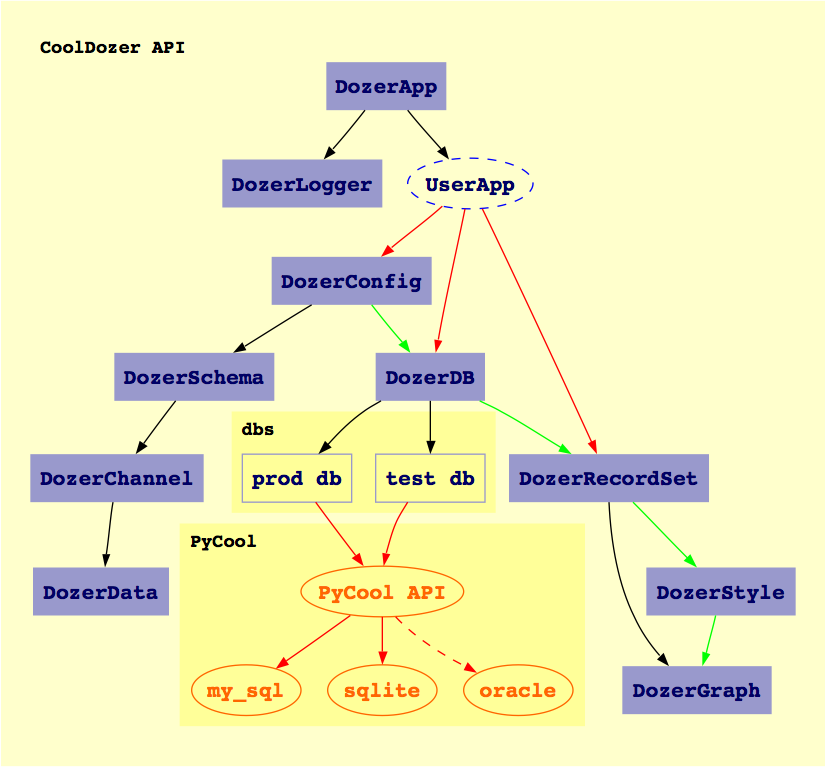 CoolDozer API
DozerApp
DozerLogger
UserApp
DozerConfig
DozerSchema
DozerDB
dbs
DozerChannel
prod db
test db
DozerRecordSet
PyCool
DozerData
PyCool API
DozerStyle
my_sql
sqlite
oracle
DozerGraph